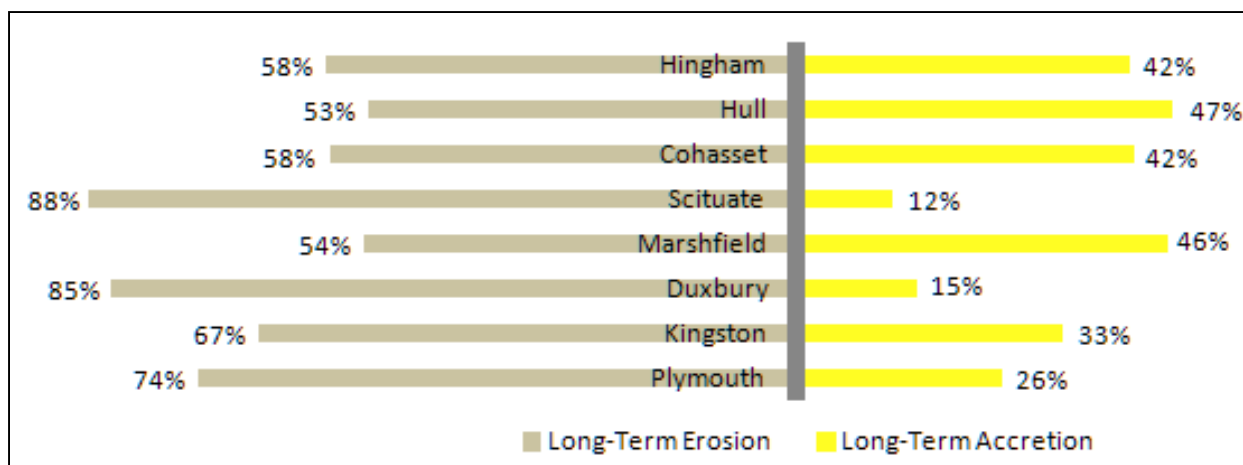 58% Hingham 42%
53% Hull 47%
58% Cohasset 42%
88% Scituate 12%
54% Marshfield 46%
85% Duxbury 15%
67% Kingston 33%
74% Plymouth 26%
Long-Term Erosion Long-Term Accretion